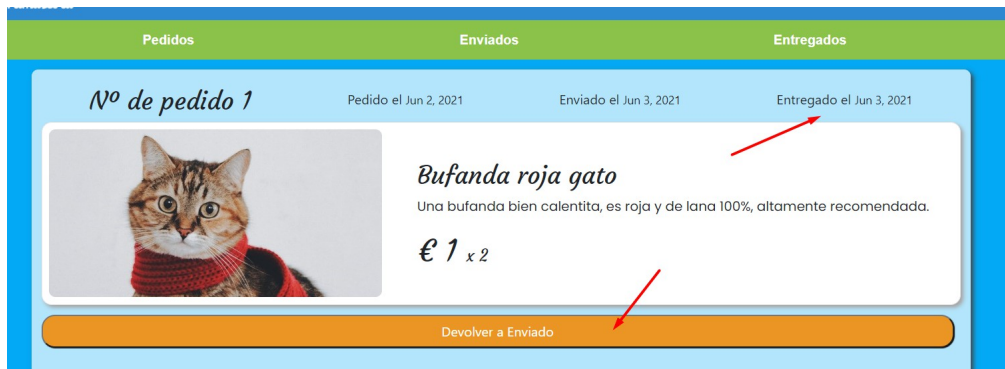 Pedidos Enviados Entregados
Nº de pedido 1 Pedido el Jun 2, 2021 Enviado el Jun 3, 2021 Entregado el Jun 3, 2021
Bufanda roja gato
Una bufanda bien calentita, es roja y de lana 100%, altamente recomendada.
€ 1 x 2
Devolver a Enviado